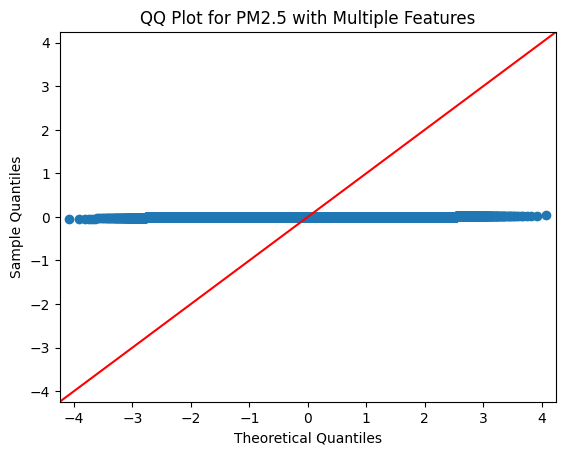 QQ Plot for PM2.5 with Multiple Features
4
3
2
1
0
−1
−2
−3
−4
Sample Quantiles
−4 −3 −2 −1 0 1 2 3 4
Theoretical Quantiles